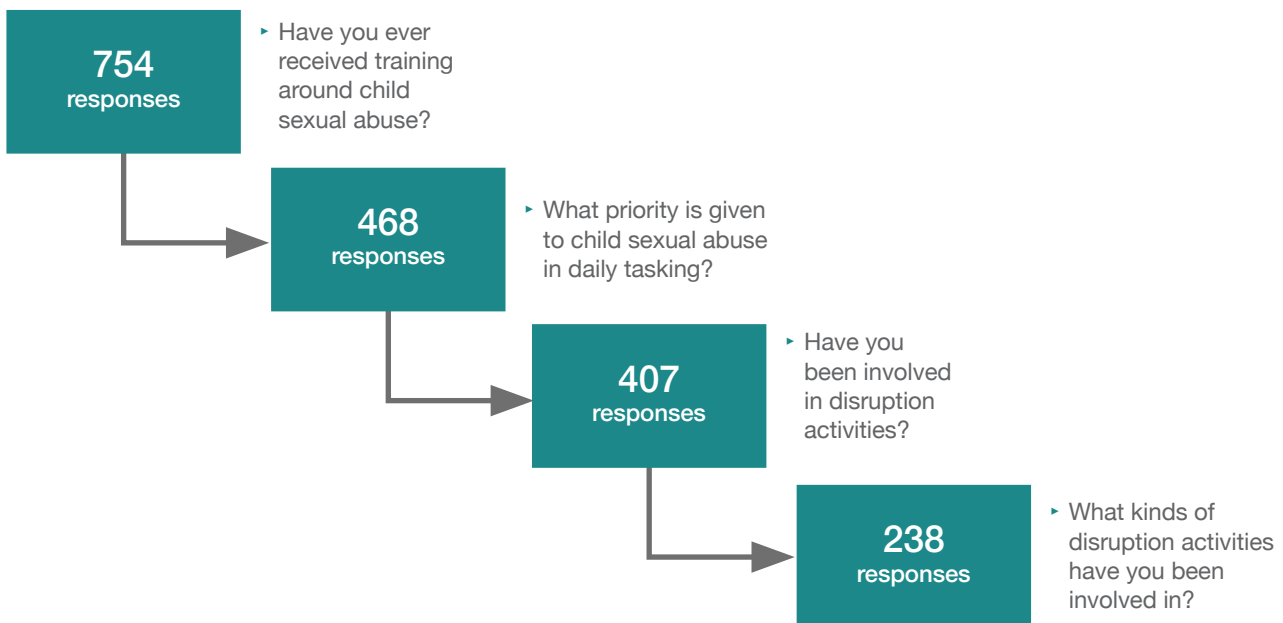 754
responses
▸ Have you ever
received training
around child
sexual abuse?
468
responses
▸ What priority is given
to child sexual abuse
in daily tasking?
407
responses
▸ Have you
been involved
in disruption
activities?
238
responses
▸ What kinds of
disruption activities
have you been
involved in?